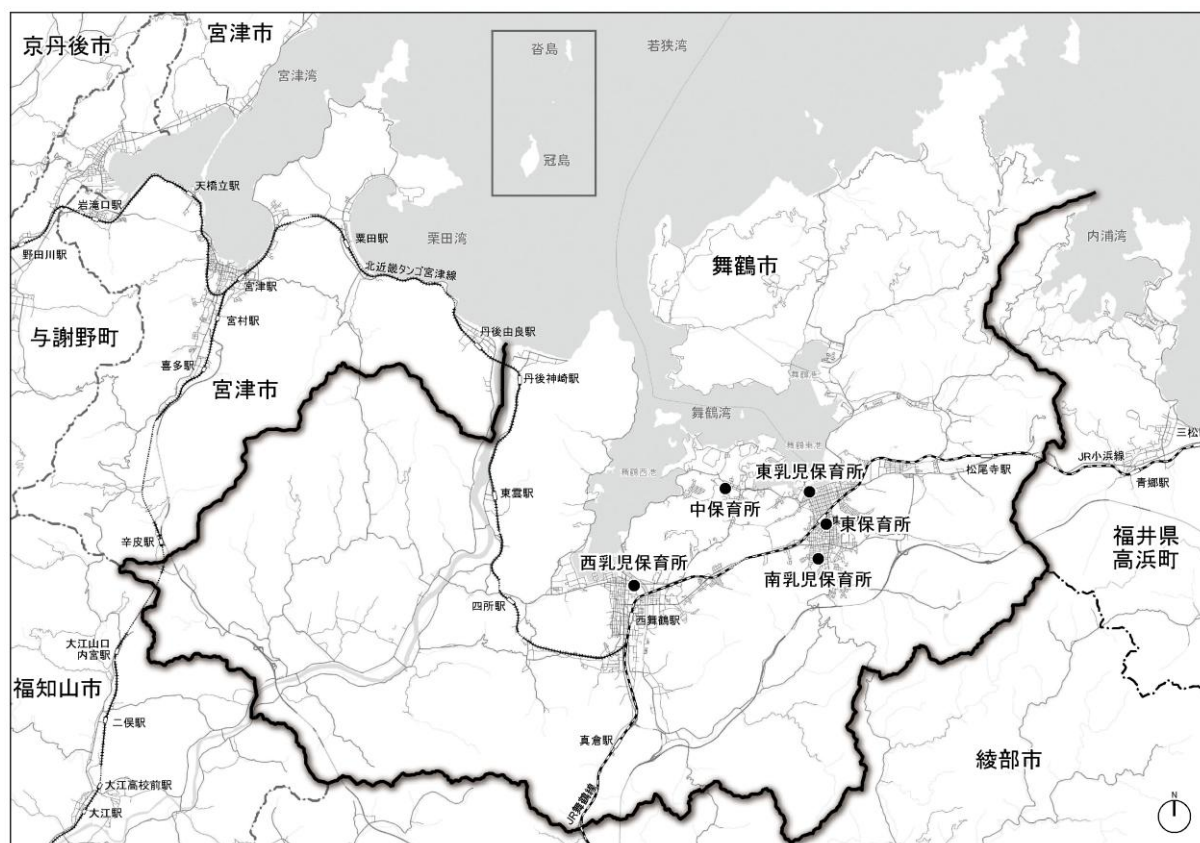 京丹後市
宮津市
宮津湾
沓島
冠島
若狭湾
天橋立駅
岩滝口駅
野田川駅
栗田駅
栗田湾
北近畿タンゴ宮津線
宮津駅
宮村駅
与謝野町
喜多駅
宮津市
丹後由良駅
丹後神崎駅
舞鶴市
内浦湾
舞鶴湾
三松
JR小浜線
松尾寺駅
青郷駅
東乳児保育所
中保育所
東保育所
南乳児保育所
西乳児保育所
福井県
高浜町
東雲駅
辛皮駅
四所駅
西舞鶴駅
大江山口
内宮駅
福知山市
二俣駅
真倉駅
JR舞鶴線
綾部市
大江高校前駅
大江駅
N